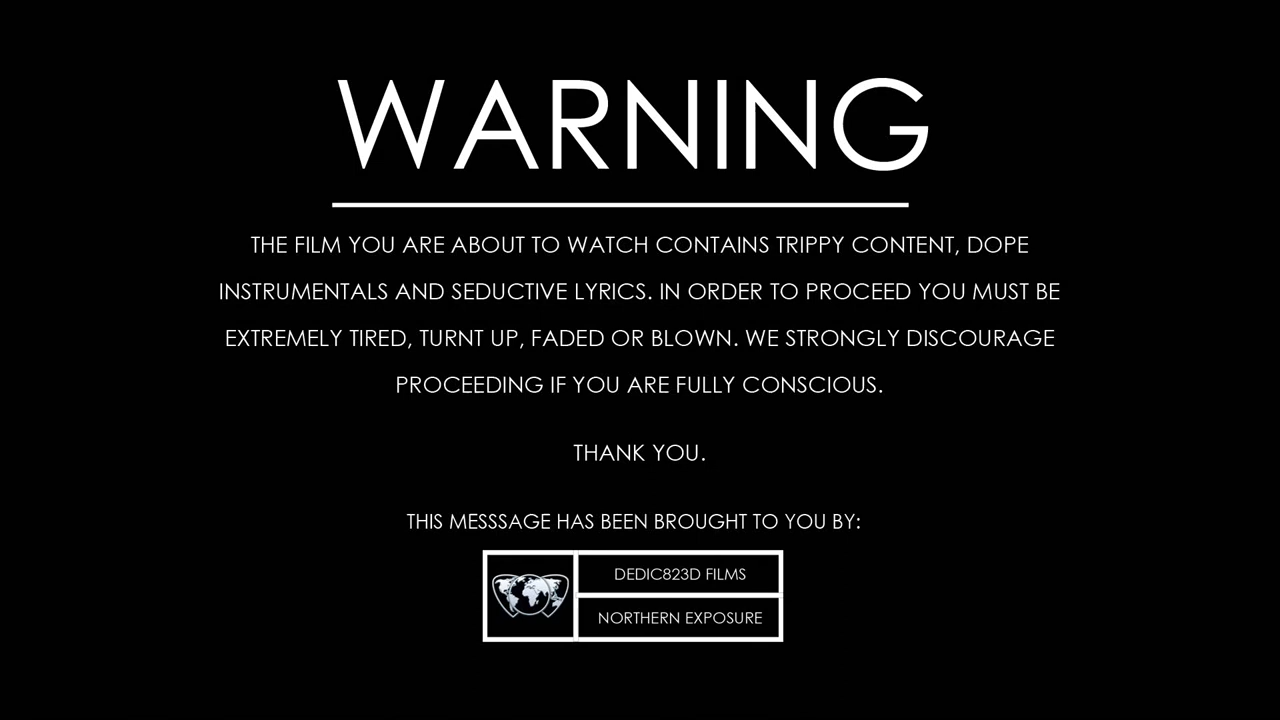 WARNING
THE FILM YOU ARE ABOUT TO WATCH CONTAINS TRIPPY CONTENT, DOPE
INSTRUMENTALS AND SEDUCTIVE LYRICS. IN ORDER TO PROCEED YOU MUST BE
EXTREMELY TIRED, TURNT UP, FADED OR BLOWN. WE STRONGLY DISCOURAGE
PROCEEDING IF YOU ARE FULLY CONSCIOUS.
THANK YOU.
THIS MESSSAGE HAS BEEN BROUGHT TO YOU BY:
DEDIC823D FILMS
NORTHERN EXPOSURE